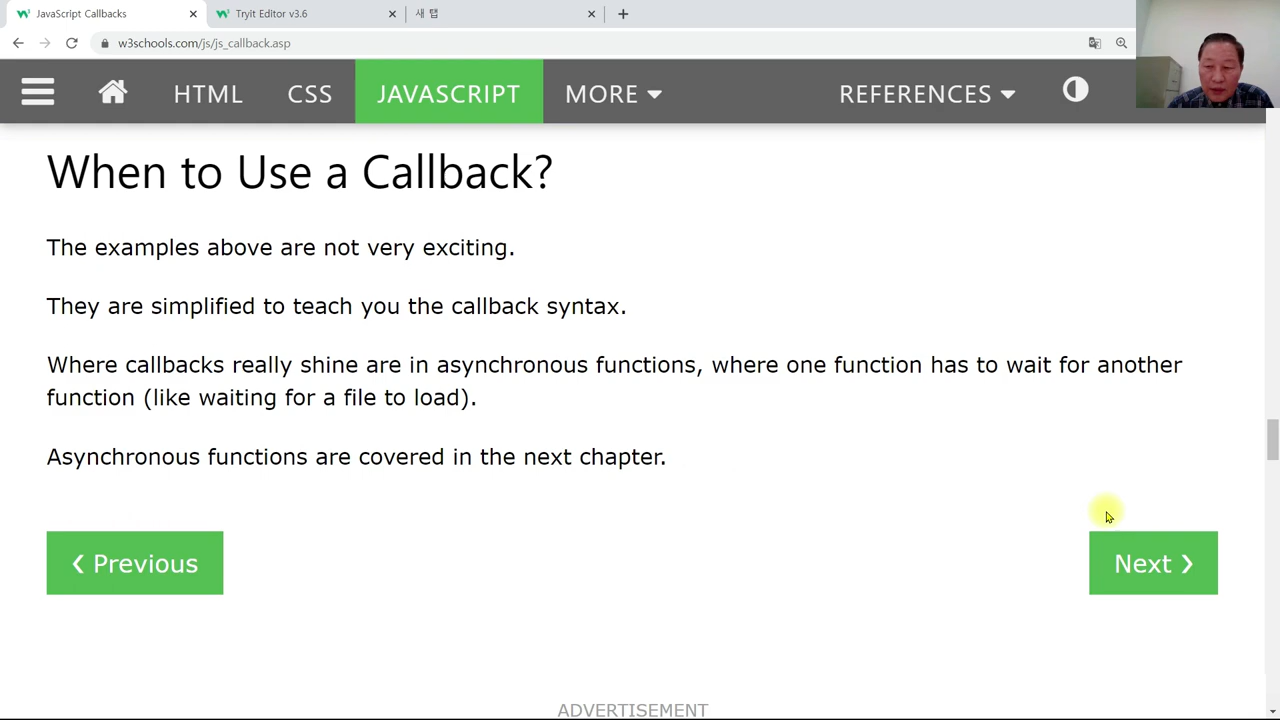 JavaScript Callbacks
Tryit Editor v3.6
새 탭
w3schools.com/js/js_callback.asp
HTML CSS JAVASCRIPT MORE REFERENCES
When to Use a Callback?
The examples above are not very exciting.
They are simplified to teach you the callback syntax.
Where callbacks really shine are in asynchronous functions, where one function has to wait for another
function (like waiting for a file to load).
Asynchronous functions are covered in the next chapter.
❮ Previous
Next ❯
ADVERTISEMENT